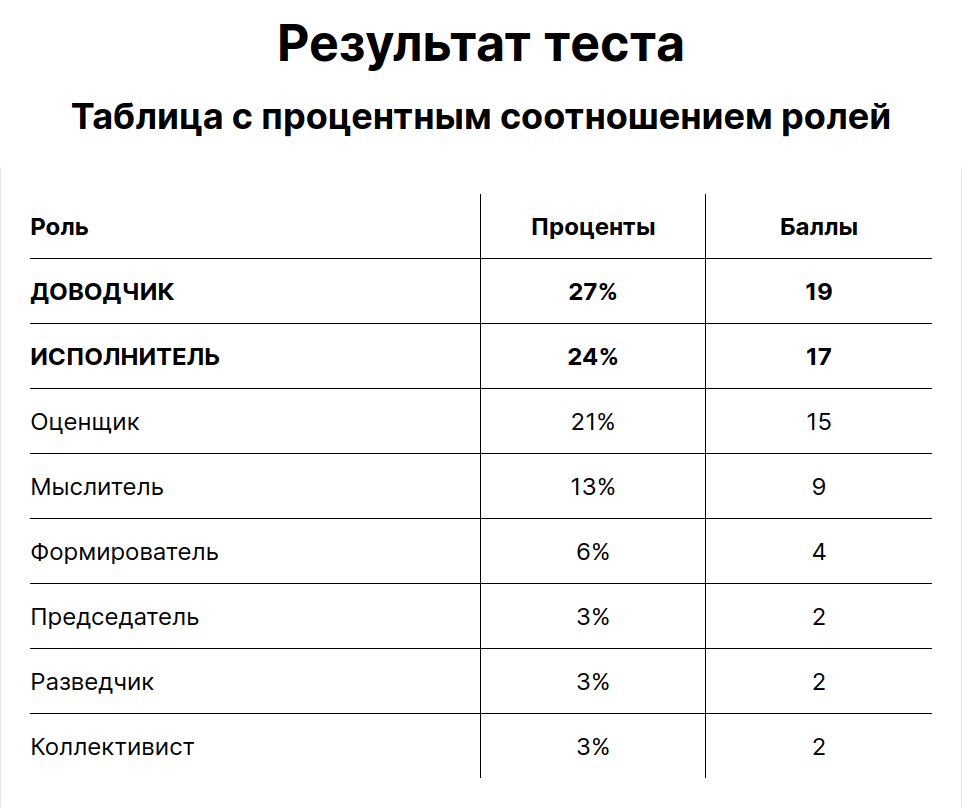 Результат теста
Таблица с процентным соотношением ролей
Роль Проценты Баллы
ДОВОДЧИК 27% 19
ИСПОЛНИТЕЛЬ 24% 17
Оценщик 21% 15
Мыслитель 13% 9
Формирователь 6% 4
Председатель 3% 2
Разведчик 3% 2
Коллективист 3% 2